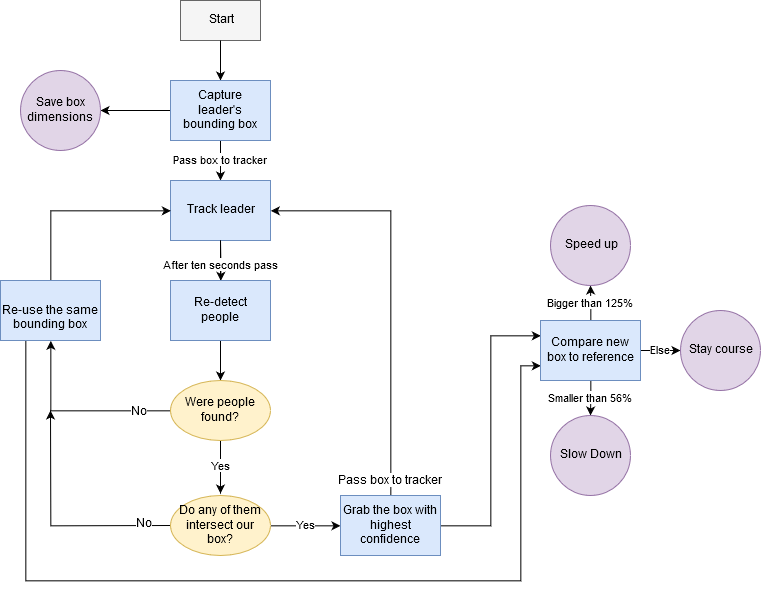 Start
Capture
leader's
bounding box
Save box
dimensions
Pass box to tracker
Track leader
After ten seconds pass
Re-detect
people
Re-use the same
bounding box
Were people
found?
No
Yes
Do any of them
intersect our
box?
No
Yes
Pass box to tracker
Grab the box with
highest
confidence
Speed up
Bigger than 125%
Compare new
box to reference
Else
Stay course
Smaller than 56%
Slow Down